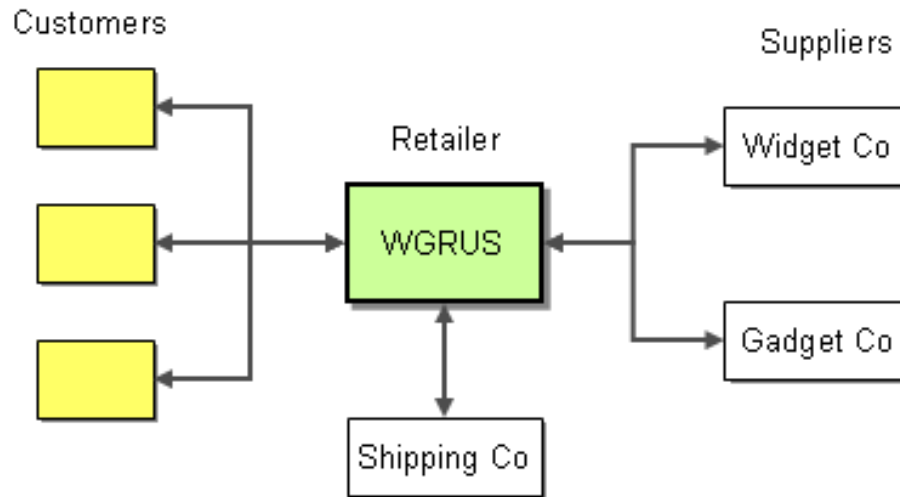 Customers
Suppliers
Retailer
Widget Co
WGRUS
Gadget Co
Shipping Co